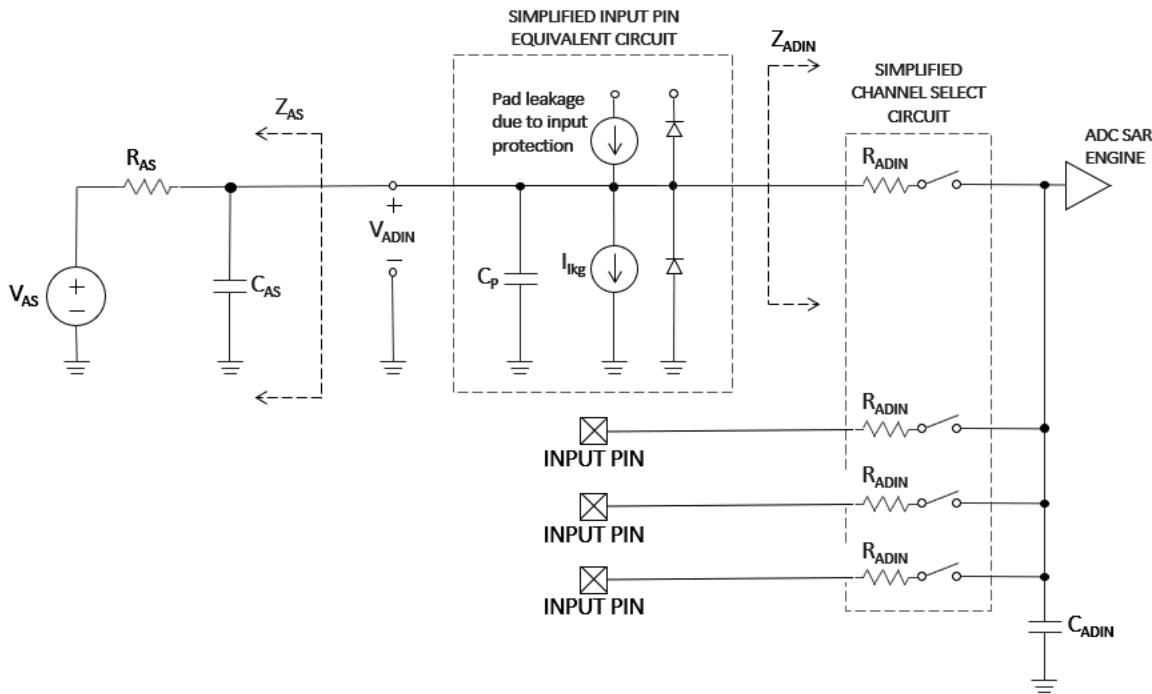 SIMPLIFIED INPUT PIN
EQUIVALENT CIRCUIT
Z_ADIN
SIMPLIFIED
CHANNEL SELECT
CIRCUIT
Pad leakage
due to input
protection
Z_AS
R_AS
R_ADIN
ADC SAR
ENGINE
+
V_ADIN
−
C_P
I_lkg
V_AS
+
−
C_AS
R_ADIN
INPUT PIN
R_ADIN
INPUT PIN
R_ADIN
INPUT PIN
C_ADIN